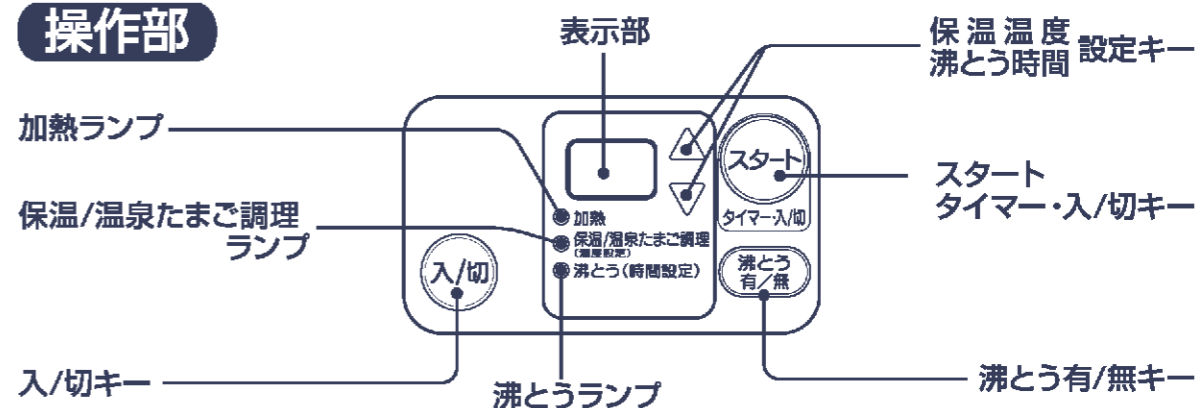 操作部
表示部
保温温度
沸とう時間 設定キー
加熱ランプ
スタート
タイマー・入/切
スタート
タイマー・入/切キー
保温/温泉たまご調理
ランプ
加熱
保温/温泉たまご調理
(温度設定)
沸とう(時間設定)
入/切
沸とう
有/無
入/切キー
沸とうランプ
沸とう有/無キー